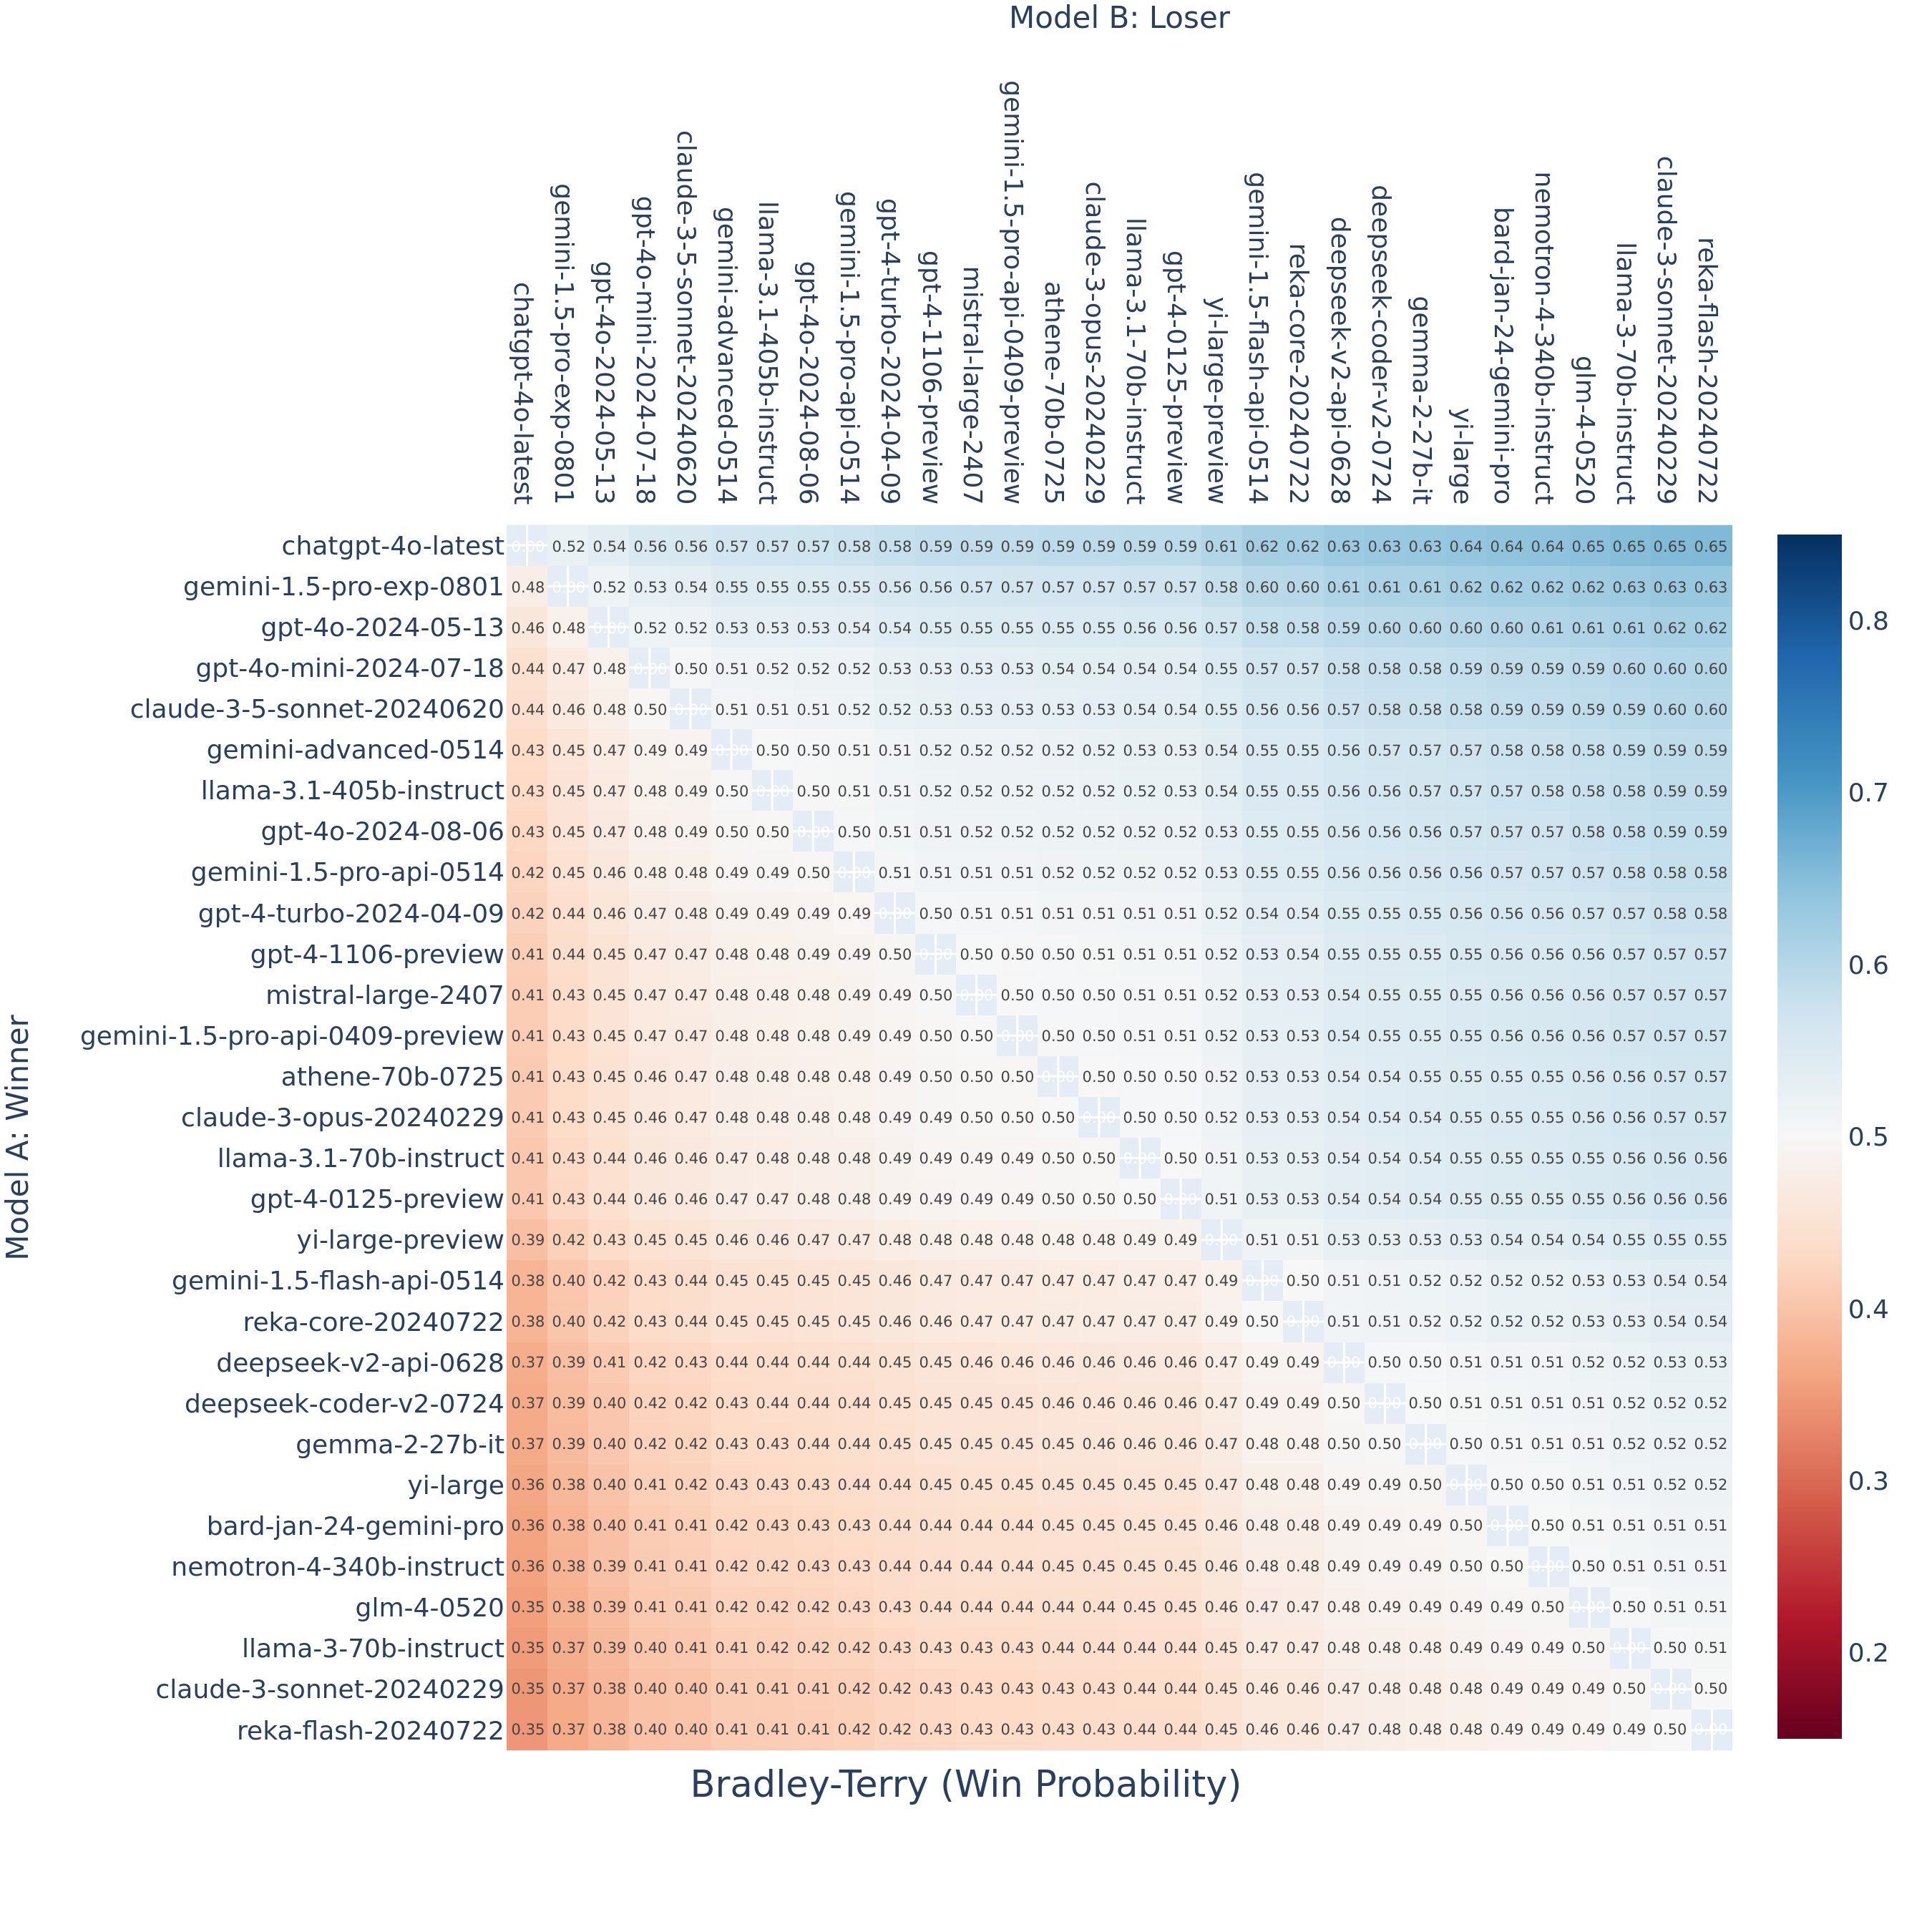 Model B: Loser
chatgpt-4o-latest
gemini-1.5-pro-exp-0801
gpt-4o-2024-05-13
gpt-4o-mini-2024-07-18
claude-3-5-sonnet-20240620
gemini-advanced-0514
llama-3.1-405b-instruct
gpt-4o-2024-08-06
gemini-1.5-pro-api-0514
gpt-4-turbo-2024-04-09
gpt-4-1106-preview
mistral-large-2407
gemini-1.5-pro-api-0409-preview
athene-70b-0725
claude-3-opus-20240229
llama-3.1-70b-instruct
gpt-4-0125-preview
yi-large-preview
gemini-1.5-flash-api-0514
reka-core-20240722
deepseek-v2-api-0628
deepseek-coder-v2-0724
gemma-2-27b-it
yi-large
bard-jan-24-gemini-pro
nemotron-4-340b-instruct
glm-4-0520
llama-3-70b-instruct
claude-3-sonnet-20240229
reka-flash-20240722
Model A: Winner
chatgpt-4o-latest 0.00 0.52 0.54 0.56 0.56 0.57 0.57 0.57 0.58 0.58 0.59 0.59 0.59 0.59 0.59 0.59 0.59 0.61 0.62 0.62 0.63 0.63 0.63 0.64 0.64 0.64 0.65 0.65 0.65 0.65
gemini-1.5-pro-exp-0801 0.48 0.00 0.52 0.53 0.54 0.55 0.55 0.55 0.55 0.56 0.56 0.57 0.57 0.57 0.57 0.57 0.57 0.58 0.60 0.60 0.61 0.61 0.61 0.62 0.62 0.62 0.62 0.63 0.63 0.63
gpt-4o-2024-05-13 0.46 0.48 0.00 0.52 0.52 0.53 0.53 0.53 0.54 0.54 0.55 0.55 0.55 0.55 0.55 0.56 0.56 0.57 0.58 0.58 0.59 0.60 0.60 0.60 0.60 0.61 0.61 0.61 0.62 0.62
gpt-4o-mini-2024-07-18 0.44 0.47 0.48 0.00 0.50 0.51 0.52 0.52 0.52 0.53 0.53 0.53 0.53 0.54 0.54 0.54 0.54 0.55 0.57 0.57 0.58 0.58 0.58 0.59 0.59 0.59 0.59 0.60 0.60 0.60
claude-3-5-sonnet-20240620 0.44 0.46 0.48 0.50 0.00 0.51 0.51 0.51 0.52 0.52 0.53 0.53 0.53 0.53 0.53 0.54 0.54 0.55 0.56 0.56 0.57 0.58 0.58 0.58 0.59 0.59 0.59 0.59 0.60 0.60
gemini-advanced-0514 0.43 0.45 0.47 0.49 0.49 0.00 0.50 0.50 0.51 0.51 0.52 0.52 0.52 0.52 0.52 0.53 0.53 0.54 0.55 0.55 0.56 0.57 0.57 0.57 0.58 0.58 0.58 0.59 0.59 0.59
llama-3.1-405b-instruct 0.43 0.45 0.47 0.48 0.49 0.50 0.00 0.50 0.51 0.51 0.52 0.52 0.52 0.52 0.52 0.52 0.53 0.54 0.55 0.55 0.56 0.56 0.57 0.57 0.57 0.58 0.58 0.58 0.59 0.59
gpt-4o-2024-08-06 0.43 0.45 0.47 0.48 0.49 0.50 0.50 0.00 0.50 0.51 0.51 0.52 0.52 0.52 0.52 0.52 0.52 0.53 0.55 0.55 0.56 0.56 0.56 0.57 0.57 0.57 0.58 0.58 0.59 0.59
gemini-1.5-pro-api-0514 0.42 0.45 0.46 0.48 0.48 0.49 0.49 0.50 0.00 0.51 0.51 0.51 0.51 0.52 0.52 0.52 0.52 0.53 0.55 0.55 0.56 0.56 0.56 0.56 0.57 0.57 0.57 0.58 0.58 0.58
gpt-4-turbo-2024-04-09 0.42 0.44 0.46 0.47 0.48 0.49 0.49 0.49 0.49 0.00 0.50 0.51 0.51 0.51 0.51 0.51 0.51 0.52 0.54 0.54 0.55 0.55 0.55 0.56 0.56 0.56 0.57 0.57 0.58 0.58
gpt-4-1106-preview 0.41 0.44 0.45 0.47 0.47 0.48 0.48 0.49 0.49 0.50 0.00 0.50 0.50 0.50 0.51 0.51 0.51 0.52 0.53 0.54 0.55 0.55 0.55 0.55 0.56 0.56 0.56 0.57 0.57 0.57
mistral-large-2407 0.41 0.43 0.45 0.47 0.47 0.48 0.48 0.48 0.49 0.49 0.50 0.00 0.50 0.50 0.50 0.51 0.51 0.52 0.53 0.53 0.54 0.55 0.55 0.55 0.56 0.56 0.56 0.57 0.57 0.57
gemini-1.5-pro-api-0409-preview 0.41 0.43 0.45 0.47 0.47 0.48 0.48 0.48 0.49 0.49 0.50 0.50 0.00 0.50 0.50 0.51 0.51 0.52 0.53 0.53 0.54 0.55 0.55 0.55 0.56 0.56 0.56 0.57 0.57 0.57
athene-70b-0725 0.41 0.43 0.45 0.46 0.47 0.48 0.48 0.48 0.48 0.49 0.50 0.50 0.50 0.00 0.50 0.50 0.50 0.52 0.53 0.53 0.54 0.54 0.55 0.55 0.55 0.55 0.56 0.56 0.57 0.57
claude-3-opus-20240229 0.41 0.43 0.45 0.46 0.47 0.48 0.48 0.48 0.48 0.49 0.49 0.50 0.50 0.50 0.00 0.50 0.50 0.52 0.53 0.53 0.54 0.54 0.54 0.55 0.55 0.55 0.56 0.56 0.57 0.57
llama-3.1-70b-instruct 0.41 0.43 0.44 0.46 0.46 0.47 0.48 0.48 0.48 0.49 0.49 0.49 0.49 0.50 0.50 0.00 0.50 0.51 0.53 0.53 0.54 0.54 0.54 0.55 0.55 0.55 0.55 0.56 0.56 0.56
gpt-4-0125-preview 0.41 0.43 0.44 0.46 0.46 0.47 0.47 0.48 0.48 0.49 0.49 0.49 0.49 0.50 0.50 0.50 0.00 0.51 0.53 0.53 0.54 0.54 0.54 0.55 0.55 0.55 0.55 0.56 0.56 0.56
yi-large-preview 0.39 0.42 0.43 0.45 0.45 0.46 0.46 0.47 0.47 0.48 0.48 0.48 0.48 0.48 0.48 0.49 0.49 0.00 0.51 0.51 0.53 0.53 0.53 0.53 0.54 0.54 0.54 0.55 0.55 0.55
gemini-1.5-flash-api-0514 0.38 0.40 0.42 0.43 0.44 0.45 0.45 0.45 0.45 0.46 0.47 0.47 0.47 0.47 0.47 0.47 0.47 0.49 0.00 0.50 0.51 0.51 0.52 0.52 0.52 0.52 0.53 0.53 0.54 0.54
reka-core-20240722 0.38 0.40 0.42 0.43 0.44 0.45 0.45 0.45 0.45 0.46 0.46 0.47 0.47 0.47 0.47 0.47 0.47 0.49 0.50 0.00 0.51 0.51 0.52 0.52 0.52 0.52 0.53 0.53 0.54 0.54
deepseek-v2-api-0628 0.37 0.39 0.41 0.42 0.43 0.44 0.44 0.44 0.44 0.45 0.45 0.46 0.46 0.46 0.46 0.46 0.46 0.47 0.49 0.49 0.00 0.50 0.50 0.51 0.51 0.51 0.52 0.52 0.53 0.53
deepseek-coder-v2-0724 0.37 0.39 0.40 0.42 0.42 0.43 0.44 0.44 0.44 0.45 0.45 0.45 0.45 0.46 0.46 0.46 0.46 0.47 0.49 0.49 0.50 0.00 0.50 0.51 0.51 0.51 0.51 0.52 0.52 0.52
gemma-2-27b-it 0.37 0.39 0.40 0.42 0.42 0.43 0.43 0.44 0.44 0.45 0.45 0.45 0.45 0.45 0.46 0.46 0.46 0.47 0.48 0.48 0.50 0.50 0.00 0.50 0.51 0.51 0.51 0.52 0.52 0.52
yi-large 0.36 0.38 0.40 0.41 0.42 0.43 0.43 0.43 0.44 0.44 0.45 0.45 0.45 0.45 0.45 0.45 0.45 0.47 0.48 0.48 0.49 0.49 0.50 0.00 0.50 0.50 0.51 0.51 0.52 0.52
bard-jan-24-gemini-pro 0.36 0.38 0.40 0.41 0.41 0.42 0.43 0.43 0.43 0.44 0.44 0.44 0.44 0.45 0.45 0.45 0.45 0.46 0.48 0.48 0.49 0.49 0.49 0.50 0.00 0.50 0.51 0.51 0.51 0.51
nemotron-4-340b-instruct 0.36 0.38 0.39 0.41 0.41 0.42 0.42 0.43 0.43 0.44 0.44 0.44 0.44 0.45 0.45 0.45 0.45 0.46 0.48 0.48 0.49 0.49 0.49 0.50 0.50 0.00 0.50 0.51 0.51 0.51
glm-4-0520 0.35 0.38 0.39 0.41 0.41 0.42 0.42 0.42 0.43 0.43 0.44 0.44 0.44 0.44 0.44 0.45 0.45 0.46 0.47 0.47 0.48 0.49 0.49 0.49 0.49 0.50 0.00 0.50 0.51 0.51
llama-3-70b-instruct 0.35 0.37 0.39 0.40 0.41 0.41 0.42 0.42 0.42 0.43 0.43 0.43 0.43 0.44 0.44 0.44 0.44 0.45 0.47 0.47 0.48 0.48 0.48 0.49 0.49 0.49 0.50 0.00 0.50 0.51
claude-3-sonnet-20240229 0.35 0.37 0.38 0.40 0.40 0.41 0.41 0.41 0.42 0.42 0.43 0.43 0.43 0.43 0.43 0.44 0.44 0.45 0.46 0.46 0.47 0.48 0.48 0.48 0.49 0.49 0.49 0.50 0.00 0.50
reka-flash-20240722 0.35 0.37 0.38 0.40 0.40 0.41 0.41 0.41 0.42 0.42 0.43 0.43 0.43 0.43 0.43 0.44 0.44 0.45 0.46 0.46 0.47 0.48 0.48 0.48 0.49 0.49 0.49 0.49 0.50 0.00
0.8
0.7
0.6
0.5
0.4
0.3
0.2
Bradley-Terry (Win Probability)